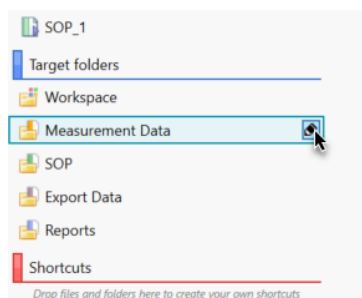 SOP_1
Target folders
Workspace
Measurement Data
SOP
Export Data
Reports
Shortcuts
Drop files and folders here to create your own shortcuts